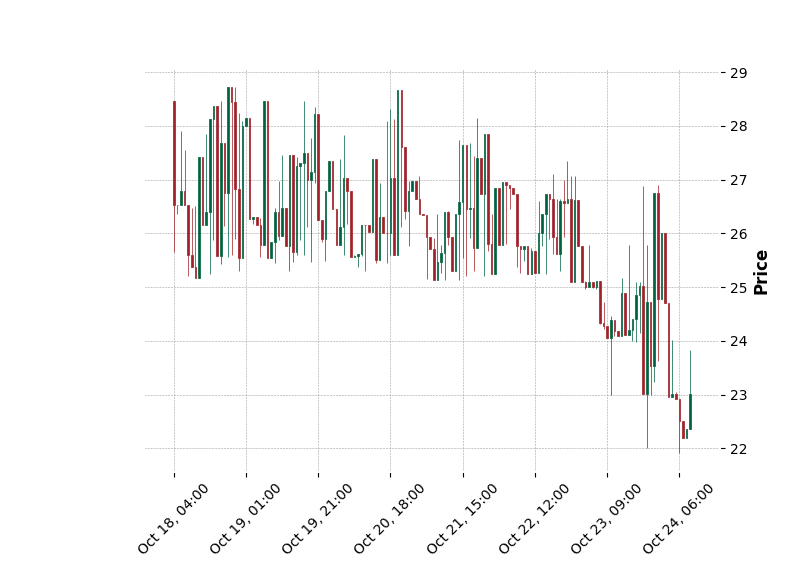 29
28
27
26
25
24
23
22
Price
Oct 18, 04:00
Oct 19, 01:00
Oct 19, 21:00
Oct 20, 18:00
Oct 21, 15:00
Oct 22, 12:00
Oct 23, 09:00
Oct 24, 06:00